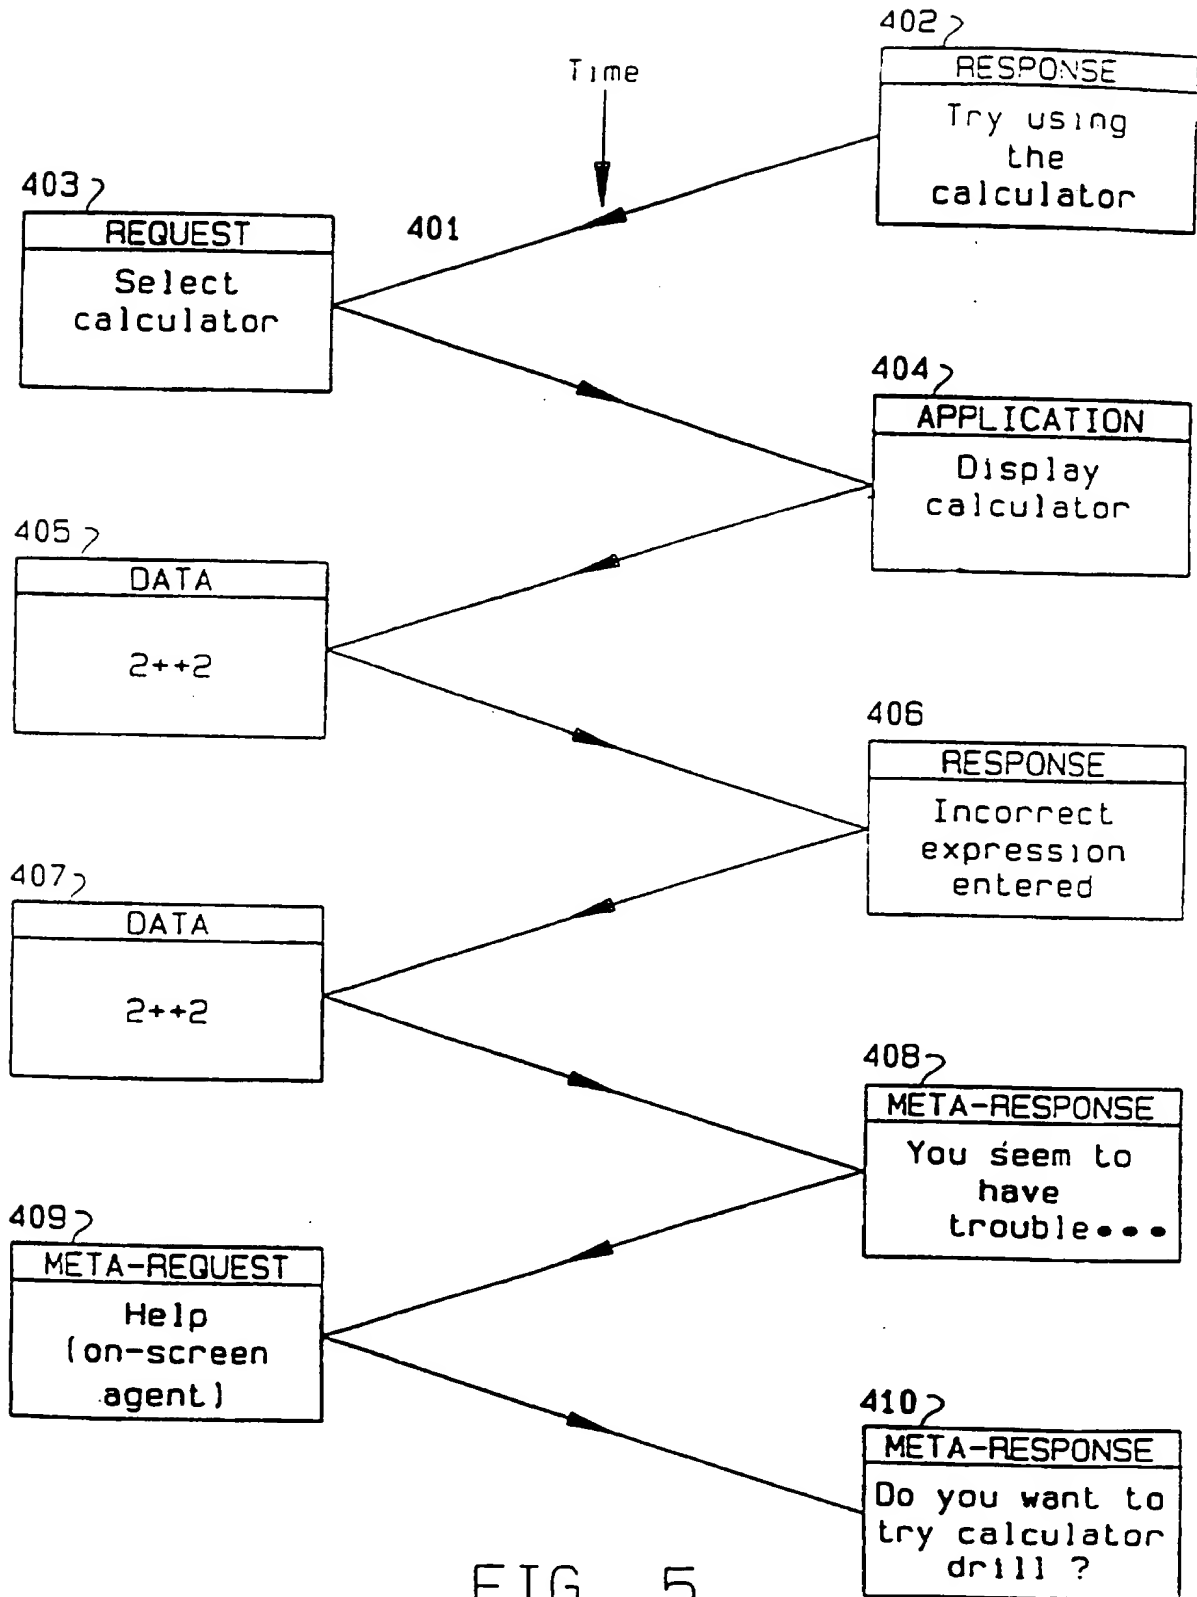 402
RESPONSE
Try using
the
calculator
Time
403
REQUEST
Select
calculator
401
404
APPLICATION
Display
calculator
405
DATA
2++2
406
RESPONSE
Incorrect
expression
entered
407
DATA
2++2
408
META-RESPONSE
You seem to
have
trouble•••
409
META-REQUEST
Help
(on-screen
agent)
410
META-RESPONSE
Do you want to
try calculator
drill ?
FIG. 5